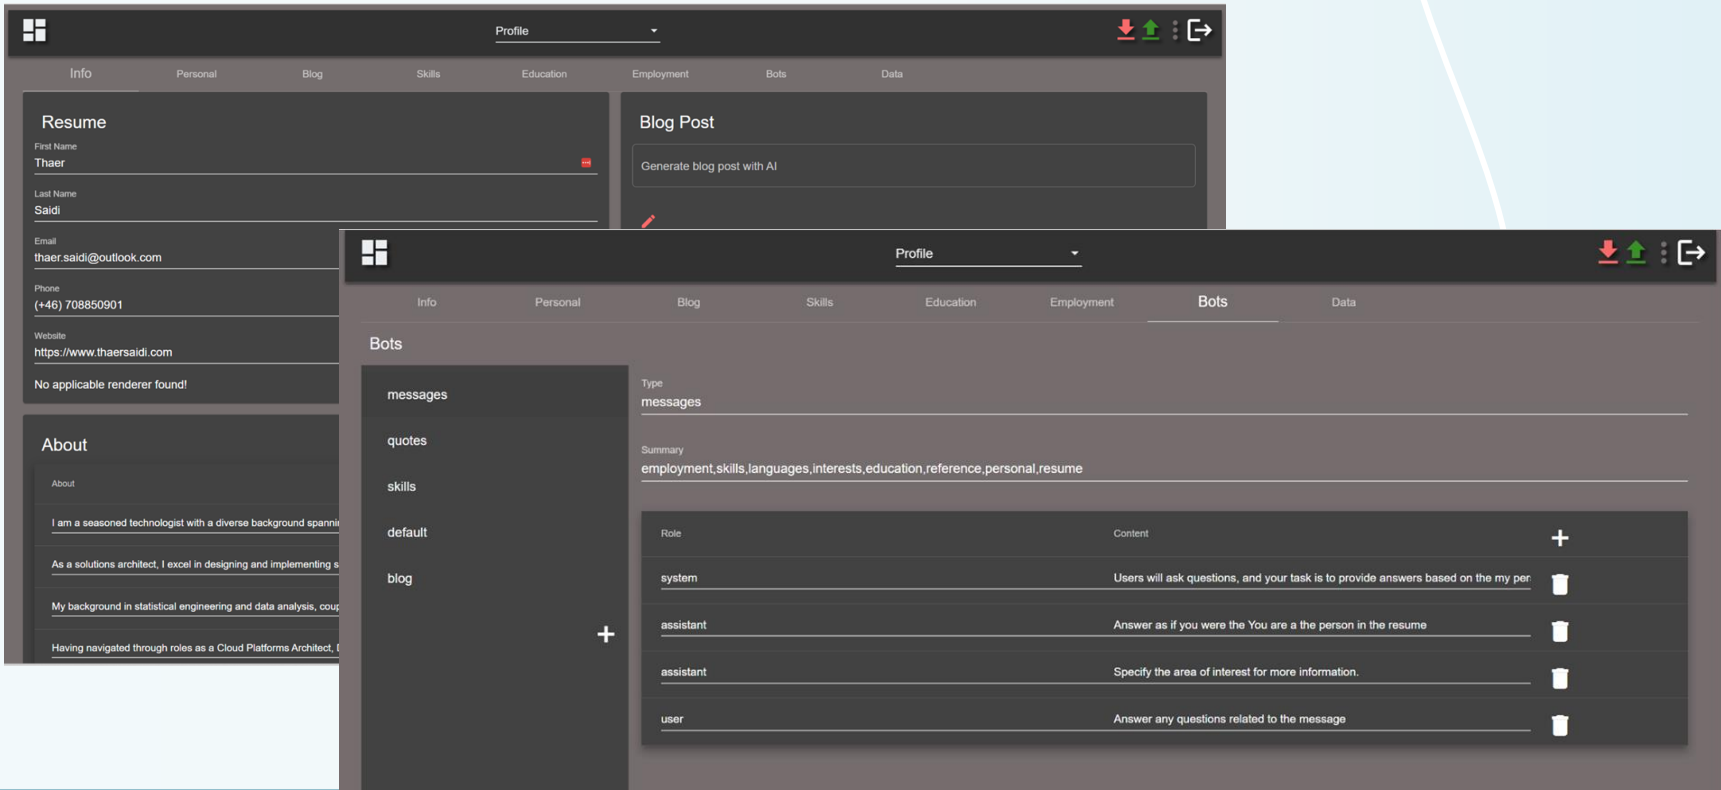 Profile
Info Personal Blog Skills Education Employment Bots Data
Resume
First Name
Thaer
Last Name
Saidi
Email
thaer.saidi@outlook.com
Phone
(+46) 708850901
Website
https://www.thaersaidi.com
No applicable renderer found!
Blog Post
Generate blog post with AI
About
About
I am a seasoned technologist with a diverse background
As a solutions architect, I excel in designing and implementing
My background in statistical engineering and data analysis,
Having navigated through roles as a Cloud Platforms Architect,
Profile
Info Personal Blog Skills Education Employment Bots Data
Bots
messages
quotes
skills
default
blog
Type
messages
Summary
employment,skills,languages,interests,education,reference,personal,resume
Role Content
system Users will ask questions, and your task is to provide answers based on the my per
assistant Answer as if you were the You are a the person in the resume
assistant Specify the area of interest for more information.
user Answer any questions related to the message